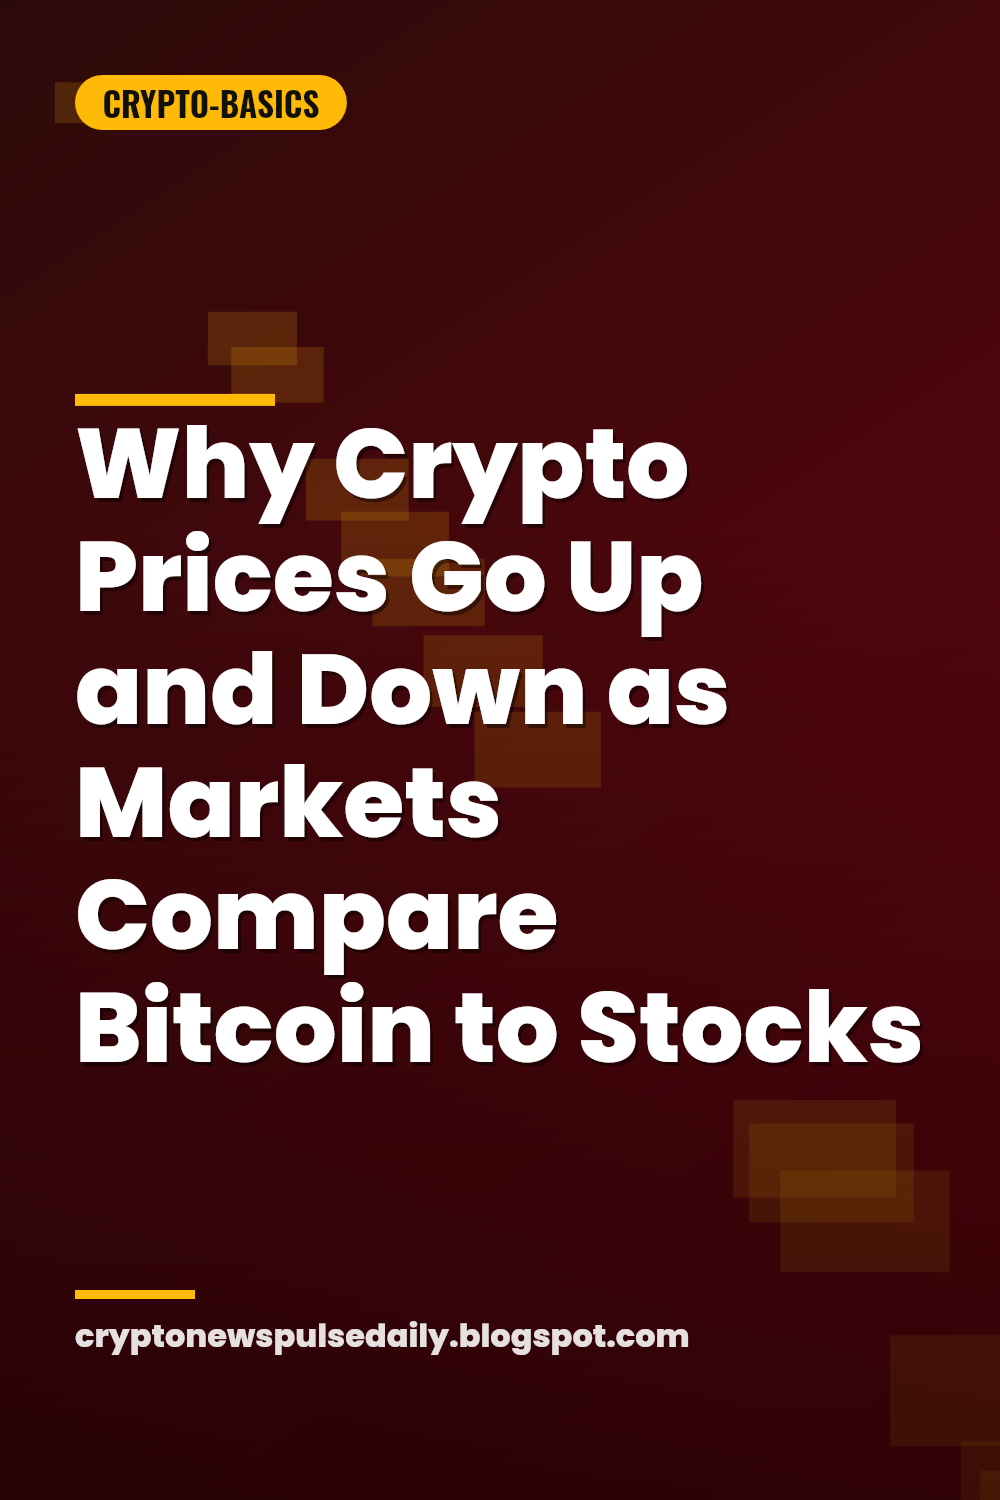 CRYPTO-BASICS
Why Crypto
Prices Go Up
and Down as
Markets
Compare
Bitcoin to Stocks
cryptonewspulsedaily.blogspot.com